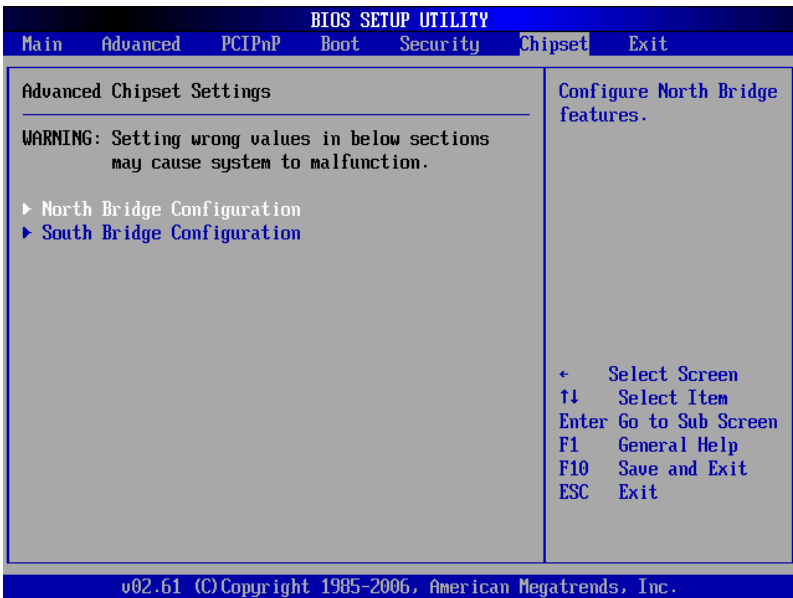 BIOS SETUP UTILITY
Main Advanced PCIPnP Boot Security Chipset Exit
Advanced Chipset Settings
WARNING: Setting wrong values in below sections
may cause system to malfunction.
▶ North Bridge Configuration
▶ South Bridge Configuration
Configure North Bridge
features.
← Select Screen
↑↓ Select Item
Enter Go to Sub Screen
F1 General Help
F10 Save and Exit
ESC Exit
v02.61 (C)Copyright 1985-2006, American Megatrends, Inc.